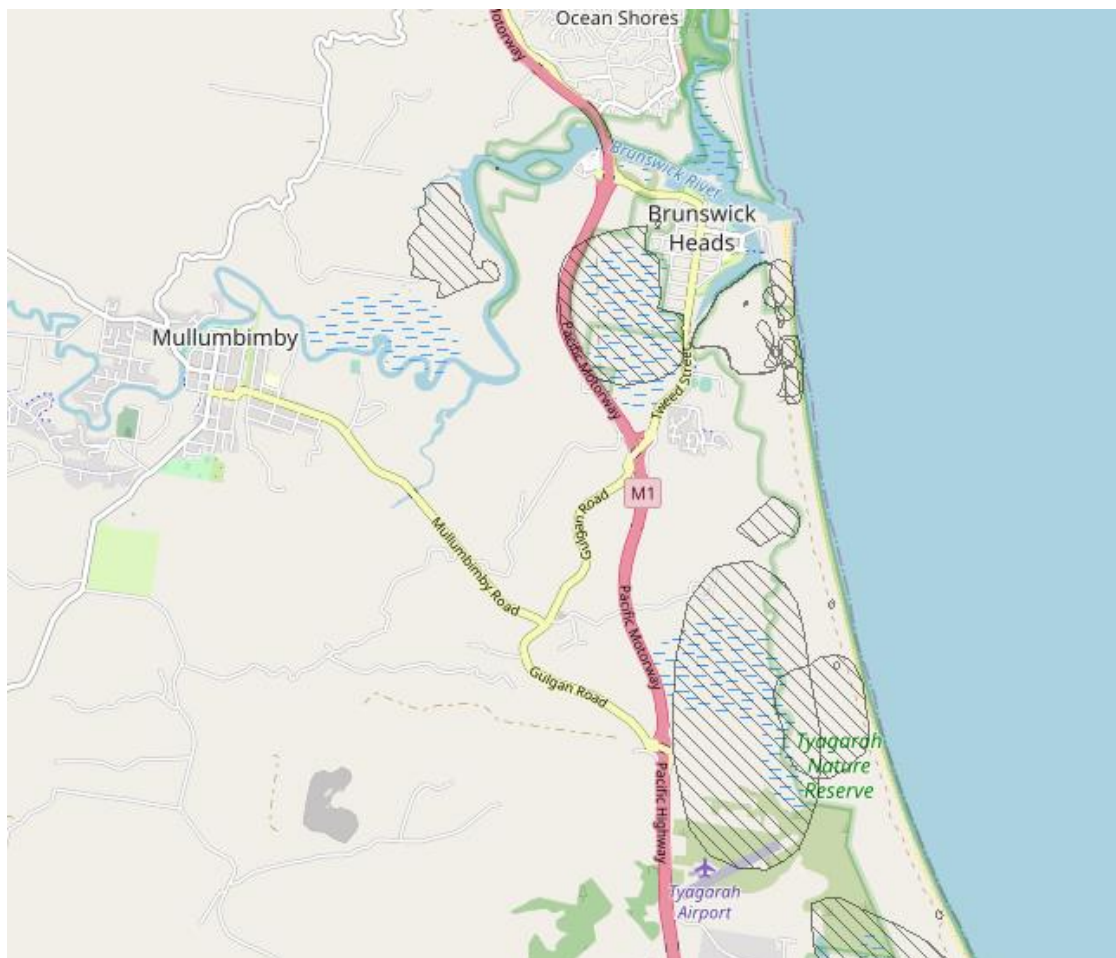 Ocean Shores
Motorway
Brunswick River
Brunswick
Heads
Mullumbimby
Pacific Motorway
Tweed Street
M1
Gulgan Road
Mullumbimby Road
Pacific Motorway
Gulgan Road
Tyagarah
Nature
Reserve
Pacific Highway
Tyagarah
Airport